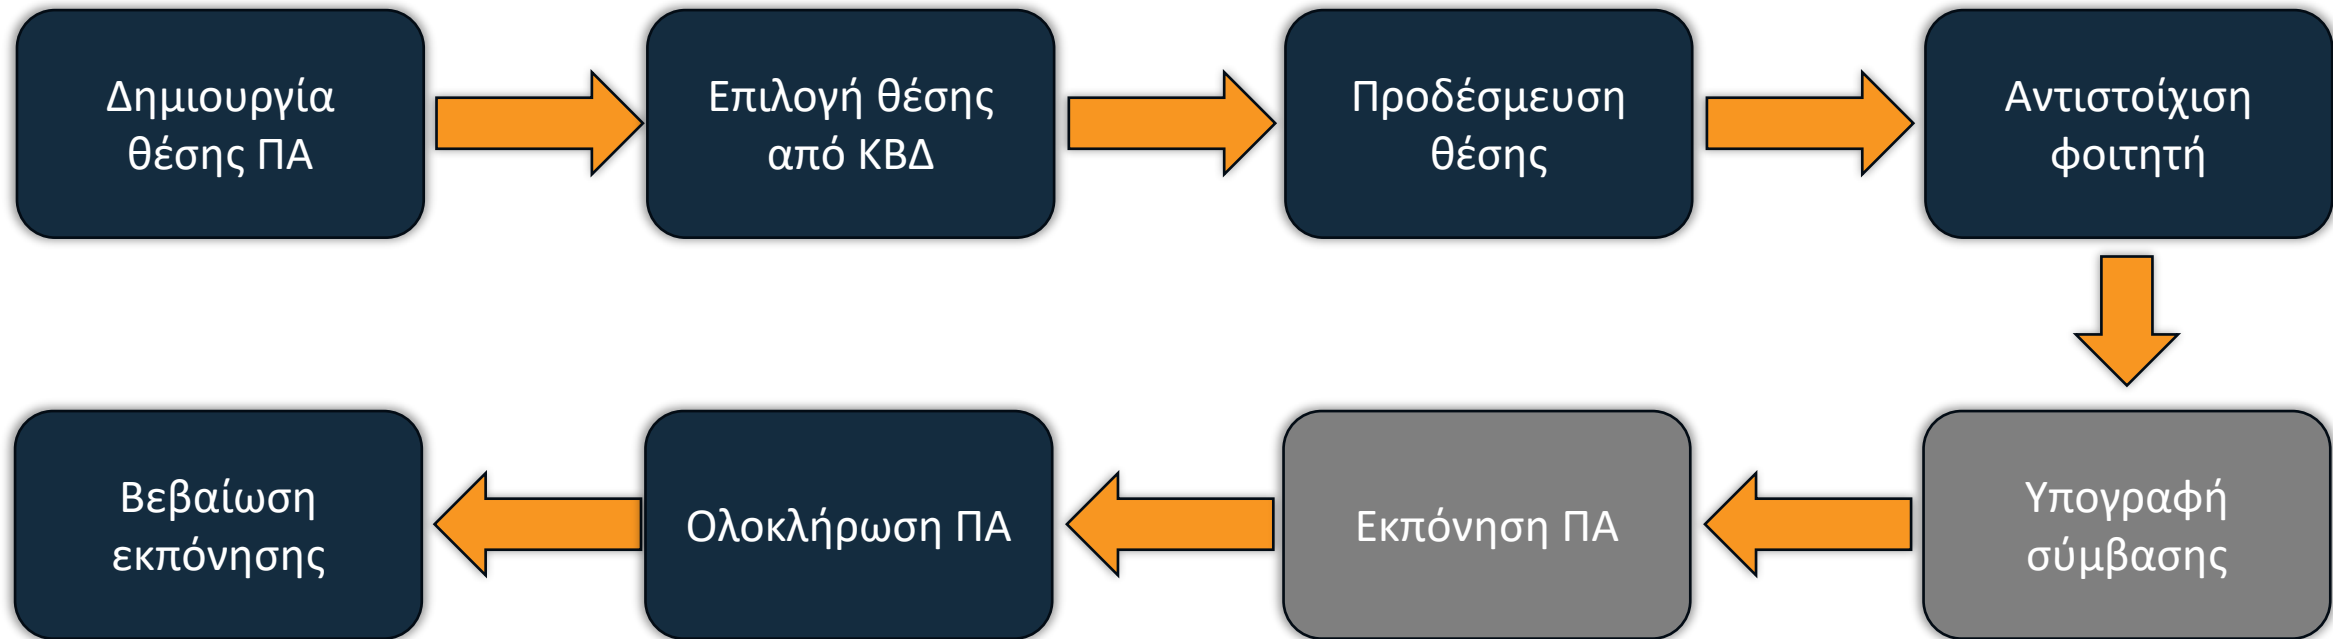 Δημιουργία
θέσης ΠΑ
Επιλογή θέσης
από ΚΒΔ
Προδέσμευση
θέσης
Αντιστοίχιση
φοιτητή
Υπογραφή
σύμβασης
Εκπόνηση ΠΑ
Ολοκλήρωση ΠΑ
Βεβαίωση
εκπόνησης